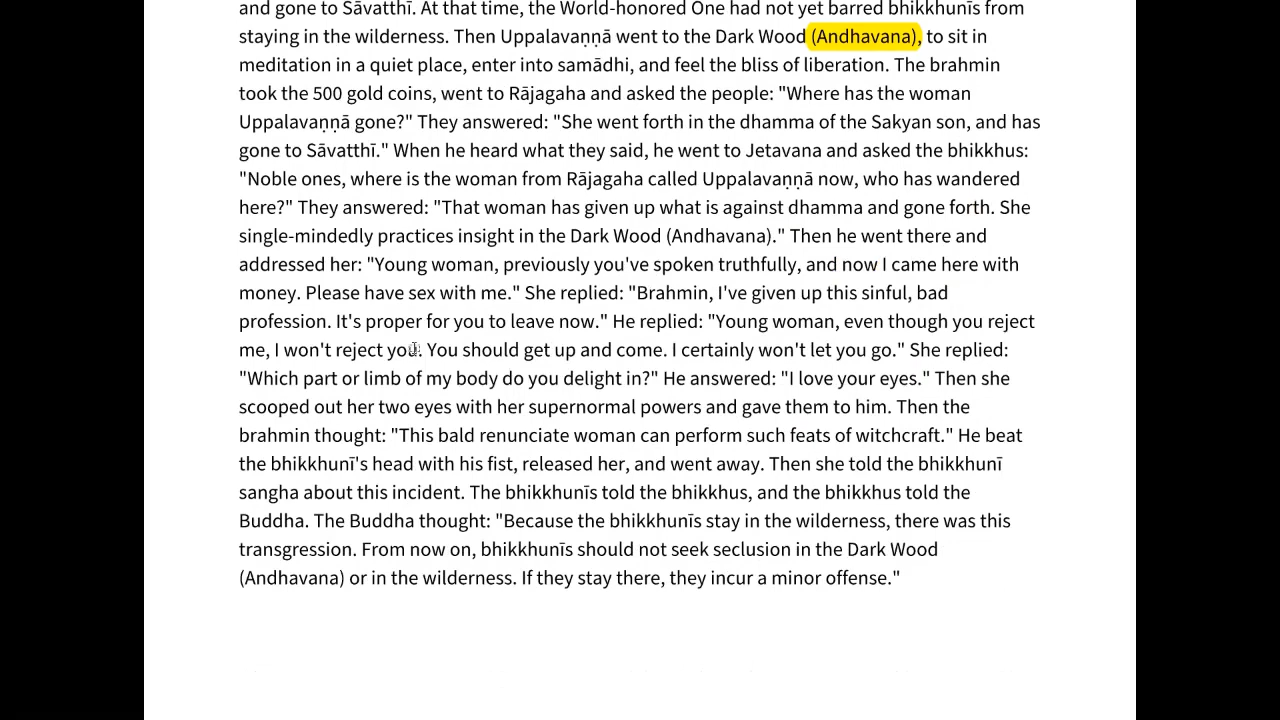 and gone to Sāvatthī. At that time, the World-honored One had not yet barred bhikkhunīs from
staying in the wilderness. Then Uppalavaṇṇā went to the Dark Wood (Andhavana), to sit in
meditation in a quiet place, enter into samādhi, and feel the bliss of liberation. The brahmin
took the 500 gold coins, went to Rājagaha and asked the people: "Where has the woman
Uppalavaṇṇā gone?" They answered: "She went forth in the dhamma of the Sakyan son, and has
gone to Sāvatthī." When he heard what they said, he went to Jetavana and asked the bhikkhus:
"Noble ones, where is the woman from Rājagaha called Uppalavaṇṇā now, who has wandered
here?" They answered: "That woman has given up what is against dhamma and gone forth. She
single-mindedly practices insight in the Dark Wood (Andhavana)." Then he went there and
addressed her: "Young woman, previously you've spoken truthfully, and now I came here with
money. Please have sex with me." She replied: "Brahmin, I've given up this sinful, bad
profession. It's proper for you to leave now." He replied: "Young woman, even though you reject
me, I won't reject you. You should get up and come. I certainly won't let you go." She replied:
"Which part or limb of my body do you delight in?" He answered: "I love your eyes." Then she
scooped out her two eyes with her supernormal powers and gave them to him. Then the
brahmin thought: "This bald renunciate woman can perform such feats of witchcraft." He beat
the bhikkhunī's head with his fist, released her, and went away. Then she told the bhikkhunī
sangha about this incident. The bhikkhunīs told the bhikkhus, and the bhikkhus told the
Buddha. The Buddha thought: "Because the bhikkhunīs stay in the wilderness, there was this
transgression. From now on, bhikkhunīs should not seek seclusion in the Dark Wood
(Andhavana) or in the wilderness. If they stay there, they incur a minor offense."